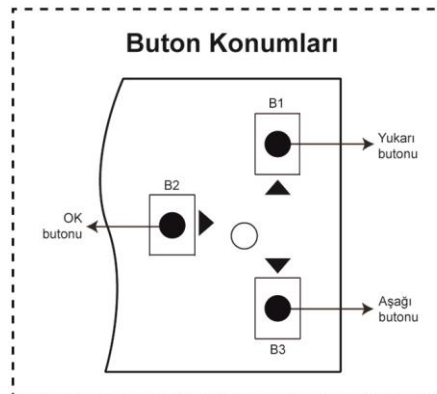 Buton Konumları
B1
Yukarı
butonu
B2
OK
butonu
Aşağı
butonu
B3